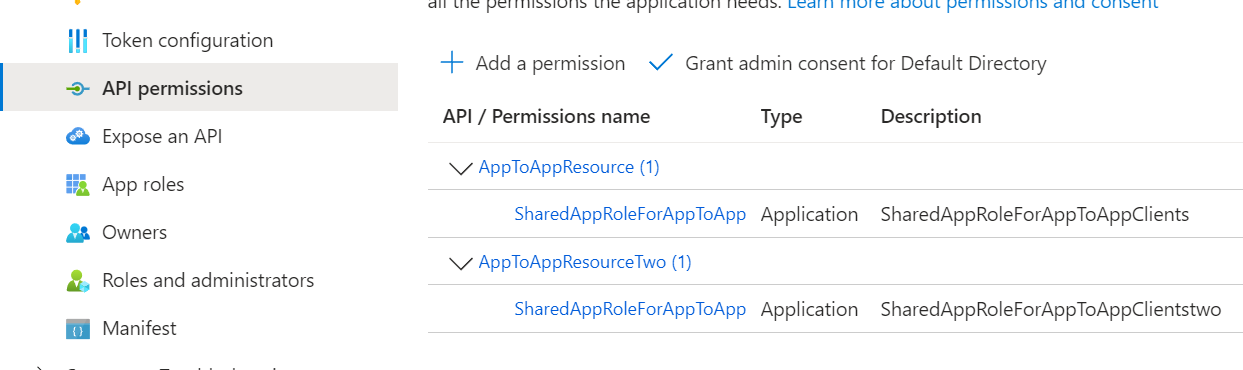 all the permissions the application needs. Learn more about permissions and consent
Token configuration
Add a permission
Grant admin consent for Default Directory
API permissions
API / Permissions name
Type
Description
Expose an API
AppToAppResource (1)
App roles
SharedAppRoleForAppToApp
Application
SharedAppRoleForAppToAppClients
Owners
AppToAppResourceTwo (1)
Roles and administrators
SharedAppRoleForAppToApp
Application
SharedAppRoleForAppToAppClientstwo
Manifest